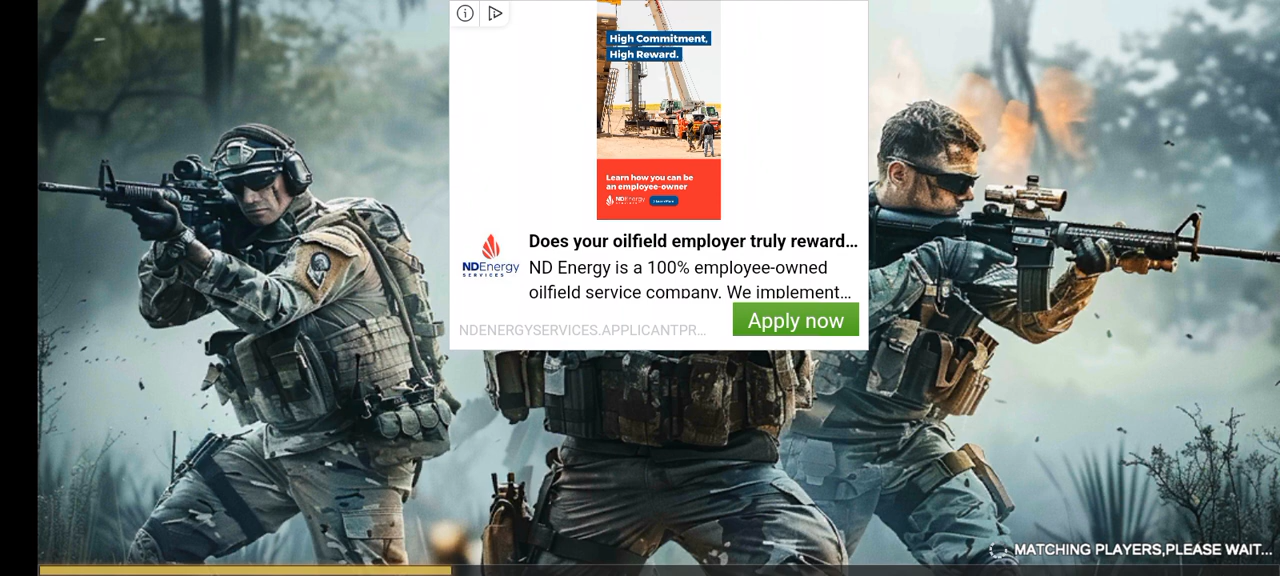 High Commitment,
High Reward.
Learn how you can be
an employee-owner
NDEnergy
SERVICES
Does your oilfield employer truly reward...
ND Energy is a 100% employee-owned
oilfield service company. We implement...
NDENERGYSERVICES.APPLICANTPR...
Apply now
MATCHING PLAYERS,PLEASE WAIT...